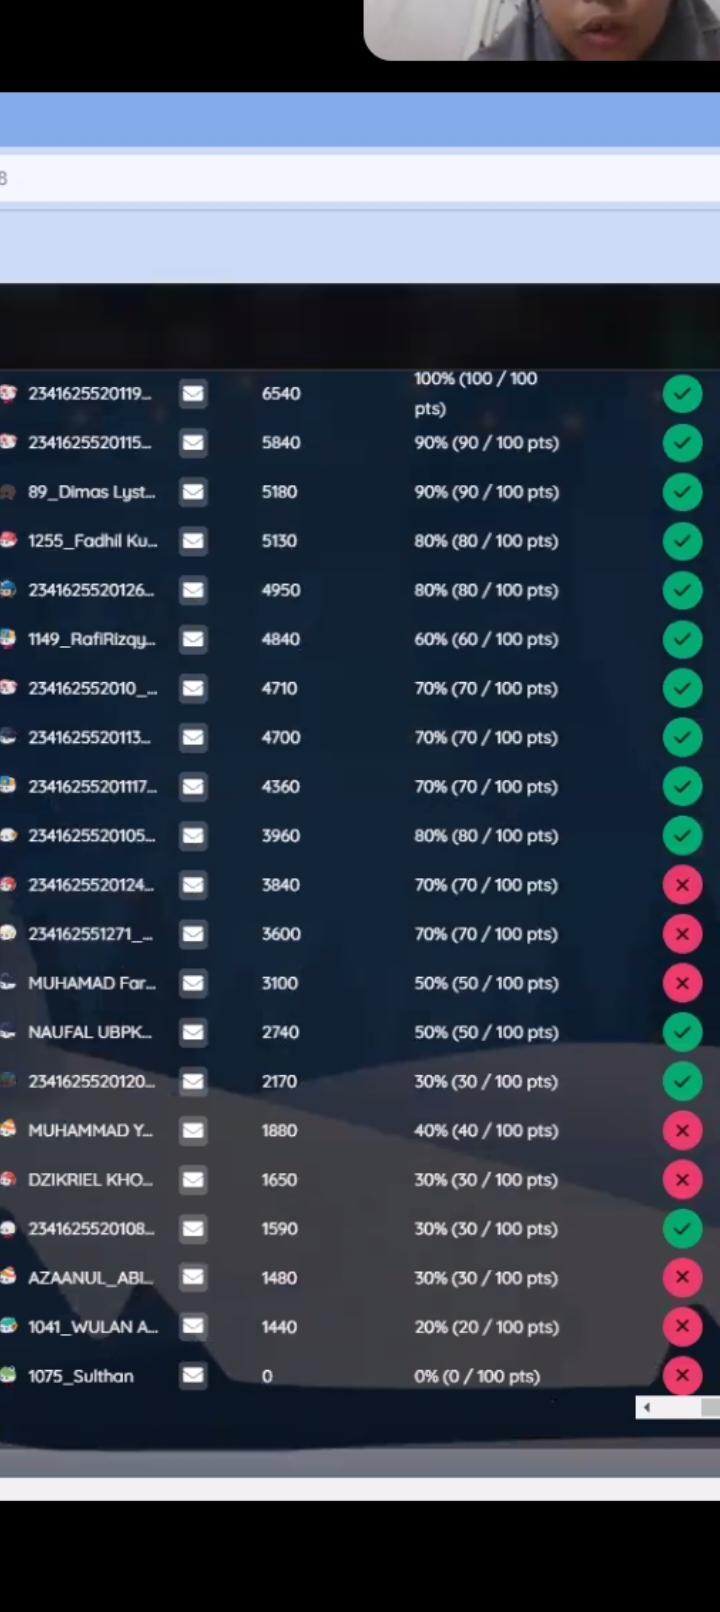 8
2341625520119... 6540 100% (100 / 100 pts)
2341625520115... 5840 90% (90 / 100 pts)
89_Dimas Lyst... 5180 90% (90 / 100 pts)
1255_Fadhil Ku... 5130 80% (80 / 100 pts)
2341625520126... 4950 80% (80 / 100 pts)
1149_RafiRizqy... 4840 60% (60 / 100 pts)
234162552010_... 4710 70% (70 / 100 pts)
2341625520113... 4700 70% (70 / 100 pts)
23416255201117... 4360 70% (70 / 100 pts)
2341625520105... 3960 80% (80 / 100 pts)
2341625520124... 3840 70% (70 / 100 pts)
234162551271_... 3600 70% (70 / 100 pts)
MUHAMAD Far... 3100 50% (50 / 100 pts)
NAUFAL UBPK... 2740 50% (50 / 100 pts)
2341625520120... 2170 30% (30 / 100 pts)
MUHAMMAD Y... 1880 40% (40 / 100 pts)
DZIKRIEL KHO... 1650 30% (30 / 100 pts)
2341625520108... 1590 30% (30 / 100 pts)
AZAANUL_ABI... 1480 30% (30 / 100 pts)
1041_WULAN A... 1440 20% (20 / 100 pts)
1075_Sulthan 0 0% (0 / 100 pts)